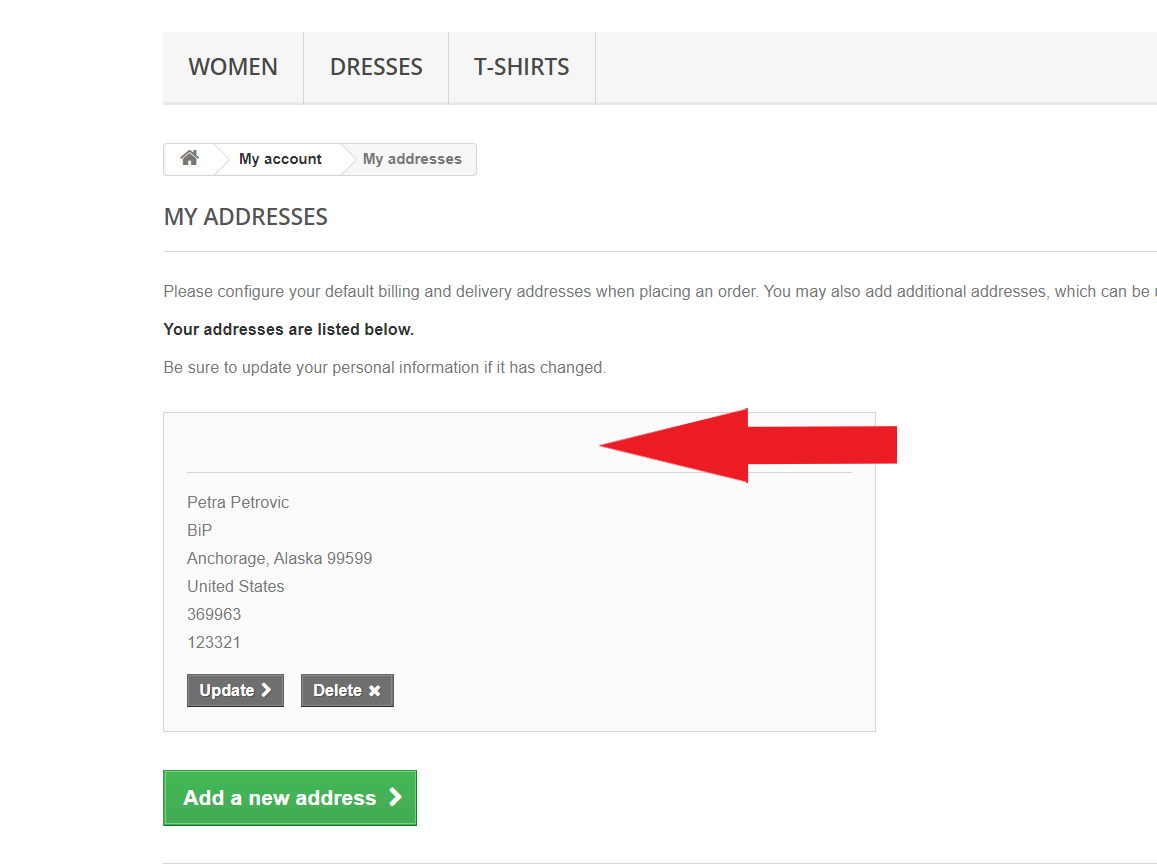 WOMEN DRESSES T-SHIRTS
My account My addresses
MY ADDRESSES
Please configure your default billing and delivery addresses when placing an order. You may also add additional addresses, which can be
Your addresses are listed below.
Be sure to update your personal information if it has changed.
Petra Petrovic
BiP
Anchorage, Alaska 99599
United States
369963
123321
Update Delete
Add a new address